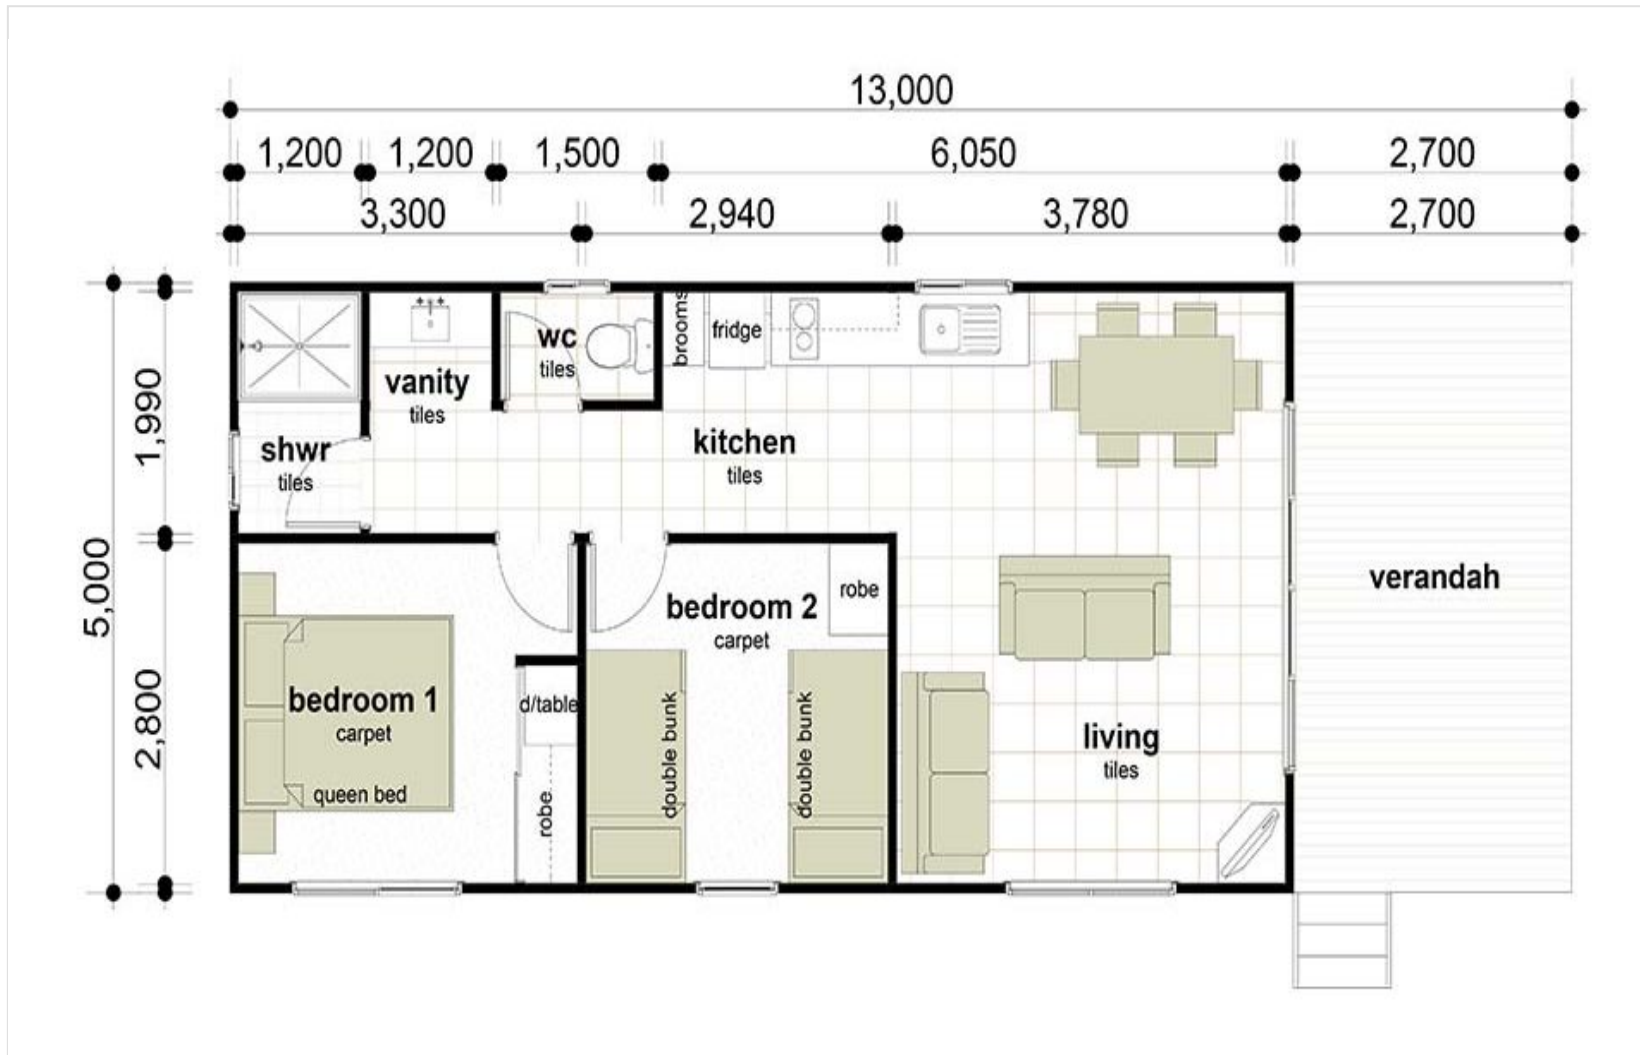 13,000
1,200 1,200 1,500 6,050 2,700
3,300 2,940 3,780 2,700
5,000
1,990
2,800
shwr
tiles
vanity
tiles
wc
tiles
brooms
fridge
kitchen
tiles
bedroom 1
carpet
queen bed
d/table
robe
bedroom 2
carpet
robe
double bunk
double bunk
living
tiles
verandah